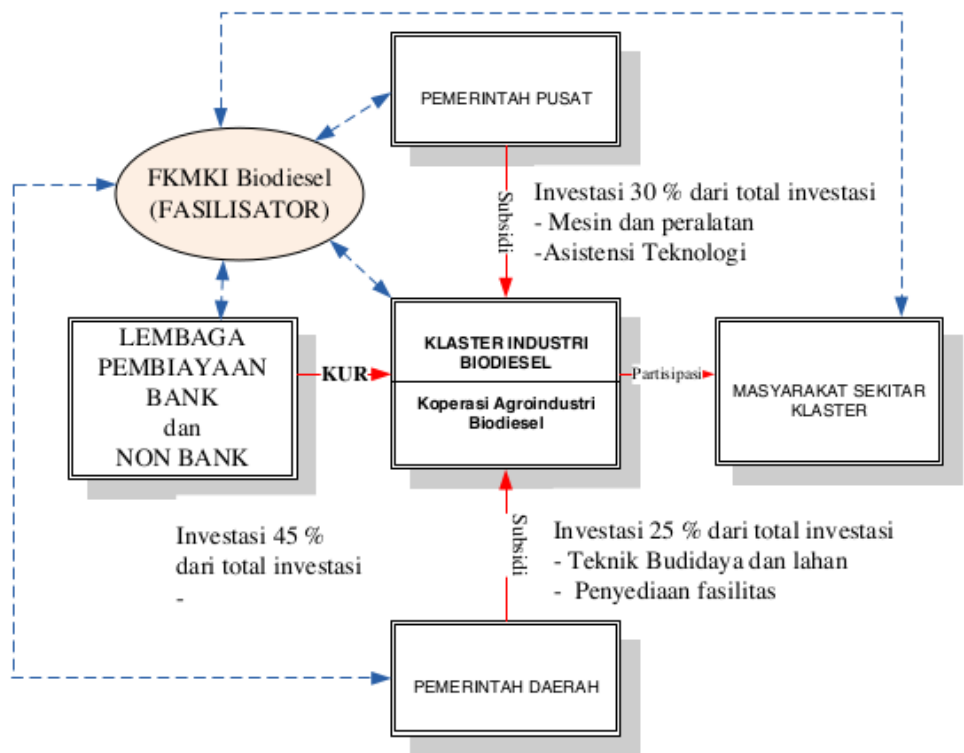 PEMERINTAH PUSAT
FKMKI Biodiesel
(FASILISATOR)
Subsidi
Investasi 30 % dari total investasi
- Mesin dan peralatan
-Asistensi Teknologi
LEMBAGA
PEMBIAYAAN
BANK
dan
NON BANK
KUR
KLASTER INDUSTRI
BIODIESEL
Koperasi Agroindustri
Biodiesel
Partisipasi
MASYARAKAT SEKITAR
KLASTER
Investasi 45 %
dari total investasi
-
Subsidi
Investasi 25 % dari total investasi
- Teknik Budidaya dan lahan
- Penyediaan fasilitas
PEMERINTAH DAERAH